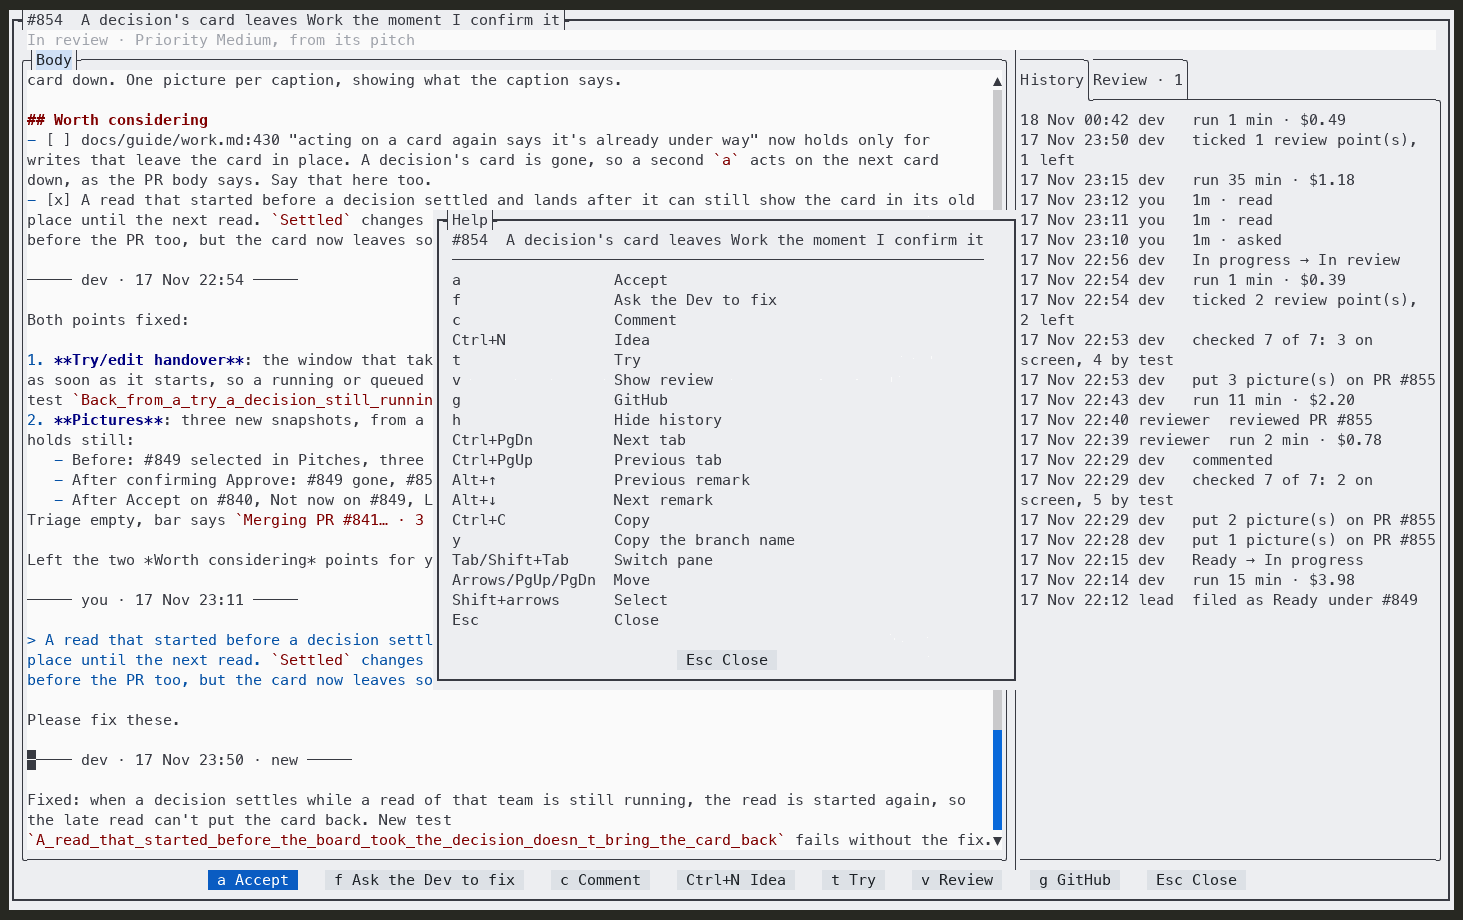 #854  A decision's card leaves Work the moment I confirm it
In review · Priority Medium, from its pitch
Body
card down. One picture per caption, showing what the caption says.
## Worth considering
– [ ] docs/guide/work.md:430 "acting on a card again says it's already under way" now holds only for
writes that leave the card in place. A decision's card is gone, so a second `a` acts on the next card
down, as the PR body says. Say that here too.
– [x] A read that started before a decision settled and lands after it can still show the card in its old
place until the next read. `Settled` changes
before the PR too, but the card now leaves so
dev · 17 Nov 22:54
Both points fixed:
1. **Try/edit handover**: the window that tak
as soon as it starts, so a running or queued
test `Back_from_a_try_a_decision_still_runnin
2. **Pictures**: three new snapshots, from a
holds still:
– Before: #849 selected in Pitches, three
– After confirming Approve: #849 gone, #85
– After Accept on #840, Not now on #849, L
Triage empty, bar says `Merging PR #841… · 3
Left the two *Worth considering* points for y
you · 17 Nov 23:11
> A read that started before a decision settl
place until the next read. `Settled` changes
before the PR too, but the card now leaves so
Please fix these.
dev · 17 Nov 23:50 · new
Fixed: when a decision settles while a read of that team is still running, the read is started again, so
the late read can't put the card back. New test
`A_read_that_started_before_the_board_took_the_decision_doesn_t_bring_the_card_back` fails without the fix.
Help
#854  A decision's card leaves Work the moment I confirm it
a Accept
f Ask the Dev to fix
c Comment
Ctrl+N Idea
t Try
v Show review
g GitHub
h Hide history
Ctrl+PgDn Next tab
Ctrl+PgUp Previous tab
Alt+↑ Previous remark
Alt+↓ Next remark
Ctrl+C Copy
y Copy the branch name
Tab/Shift+Tab Switch pane
Arrows/PgUp/PgDn Move
Shift+arrows Select
Esc Close
Esc Close
History Review · 1
18 Nov 00:42 dev run 1 min · $0.49
17 Nov 23:50 dev ticked 1 review point(s),
1 left
17 Nov 23:15 dev run 35 min · $1.18
17 Nov 23:12 you 1m · read
17 Nov 23:11 you 1m · read
17 Nov 23:10 you 1m · asked
17 Nov 22:56 In progress → In review
17 Nov 22:54 dev run 1 min · $0.39
17 Nov 22:54 dev ticked 2 review point(s),
2 left
17 Nov 22:53 dev checked 7 of 7: 3 on
screen, 4 by test
17 Nov 22:53 dev put 3 picture(s) on PR #855
17 Nov 22:43 dev run 11 min · $2.20
17 Nov 22:40 reviewer reviewed PR #855
17 Nov 22:39 reviewer run 2 min · $0.78
17 Nov 22:29 dev commented
17 Nov 22:29 dev checked 7 of 7: 2 on
screen, 5 by test
17 Nov 22:29 dev put 2 picture(s) on PR #855
17 Nov 22:28 dev put 1 picture(s) on PR #855
17 Nov 22:15 dev Ready → In progress
17 Nov 22:14 dev run 15 min · $3.98
17 Nov 22:12 lead filed as Ready under #849
a Accept f Ask the Dev to fix c Comment Ctrl+N Idea t Try v Review g GitHub Esc Close